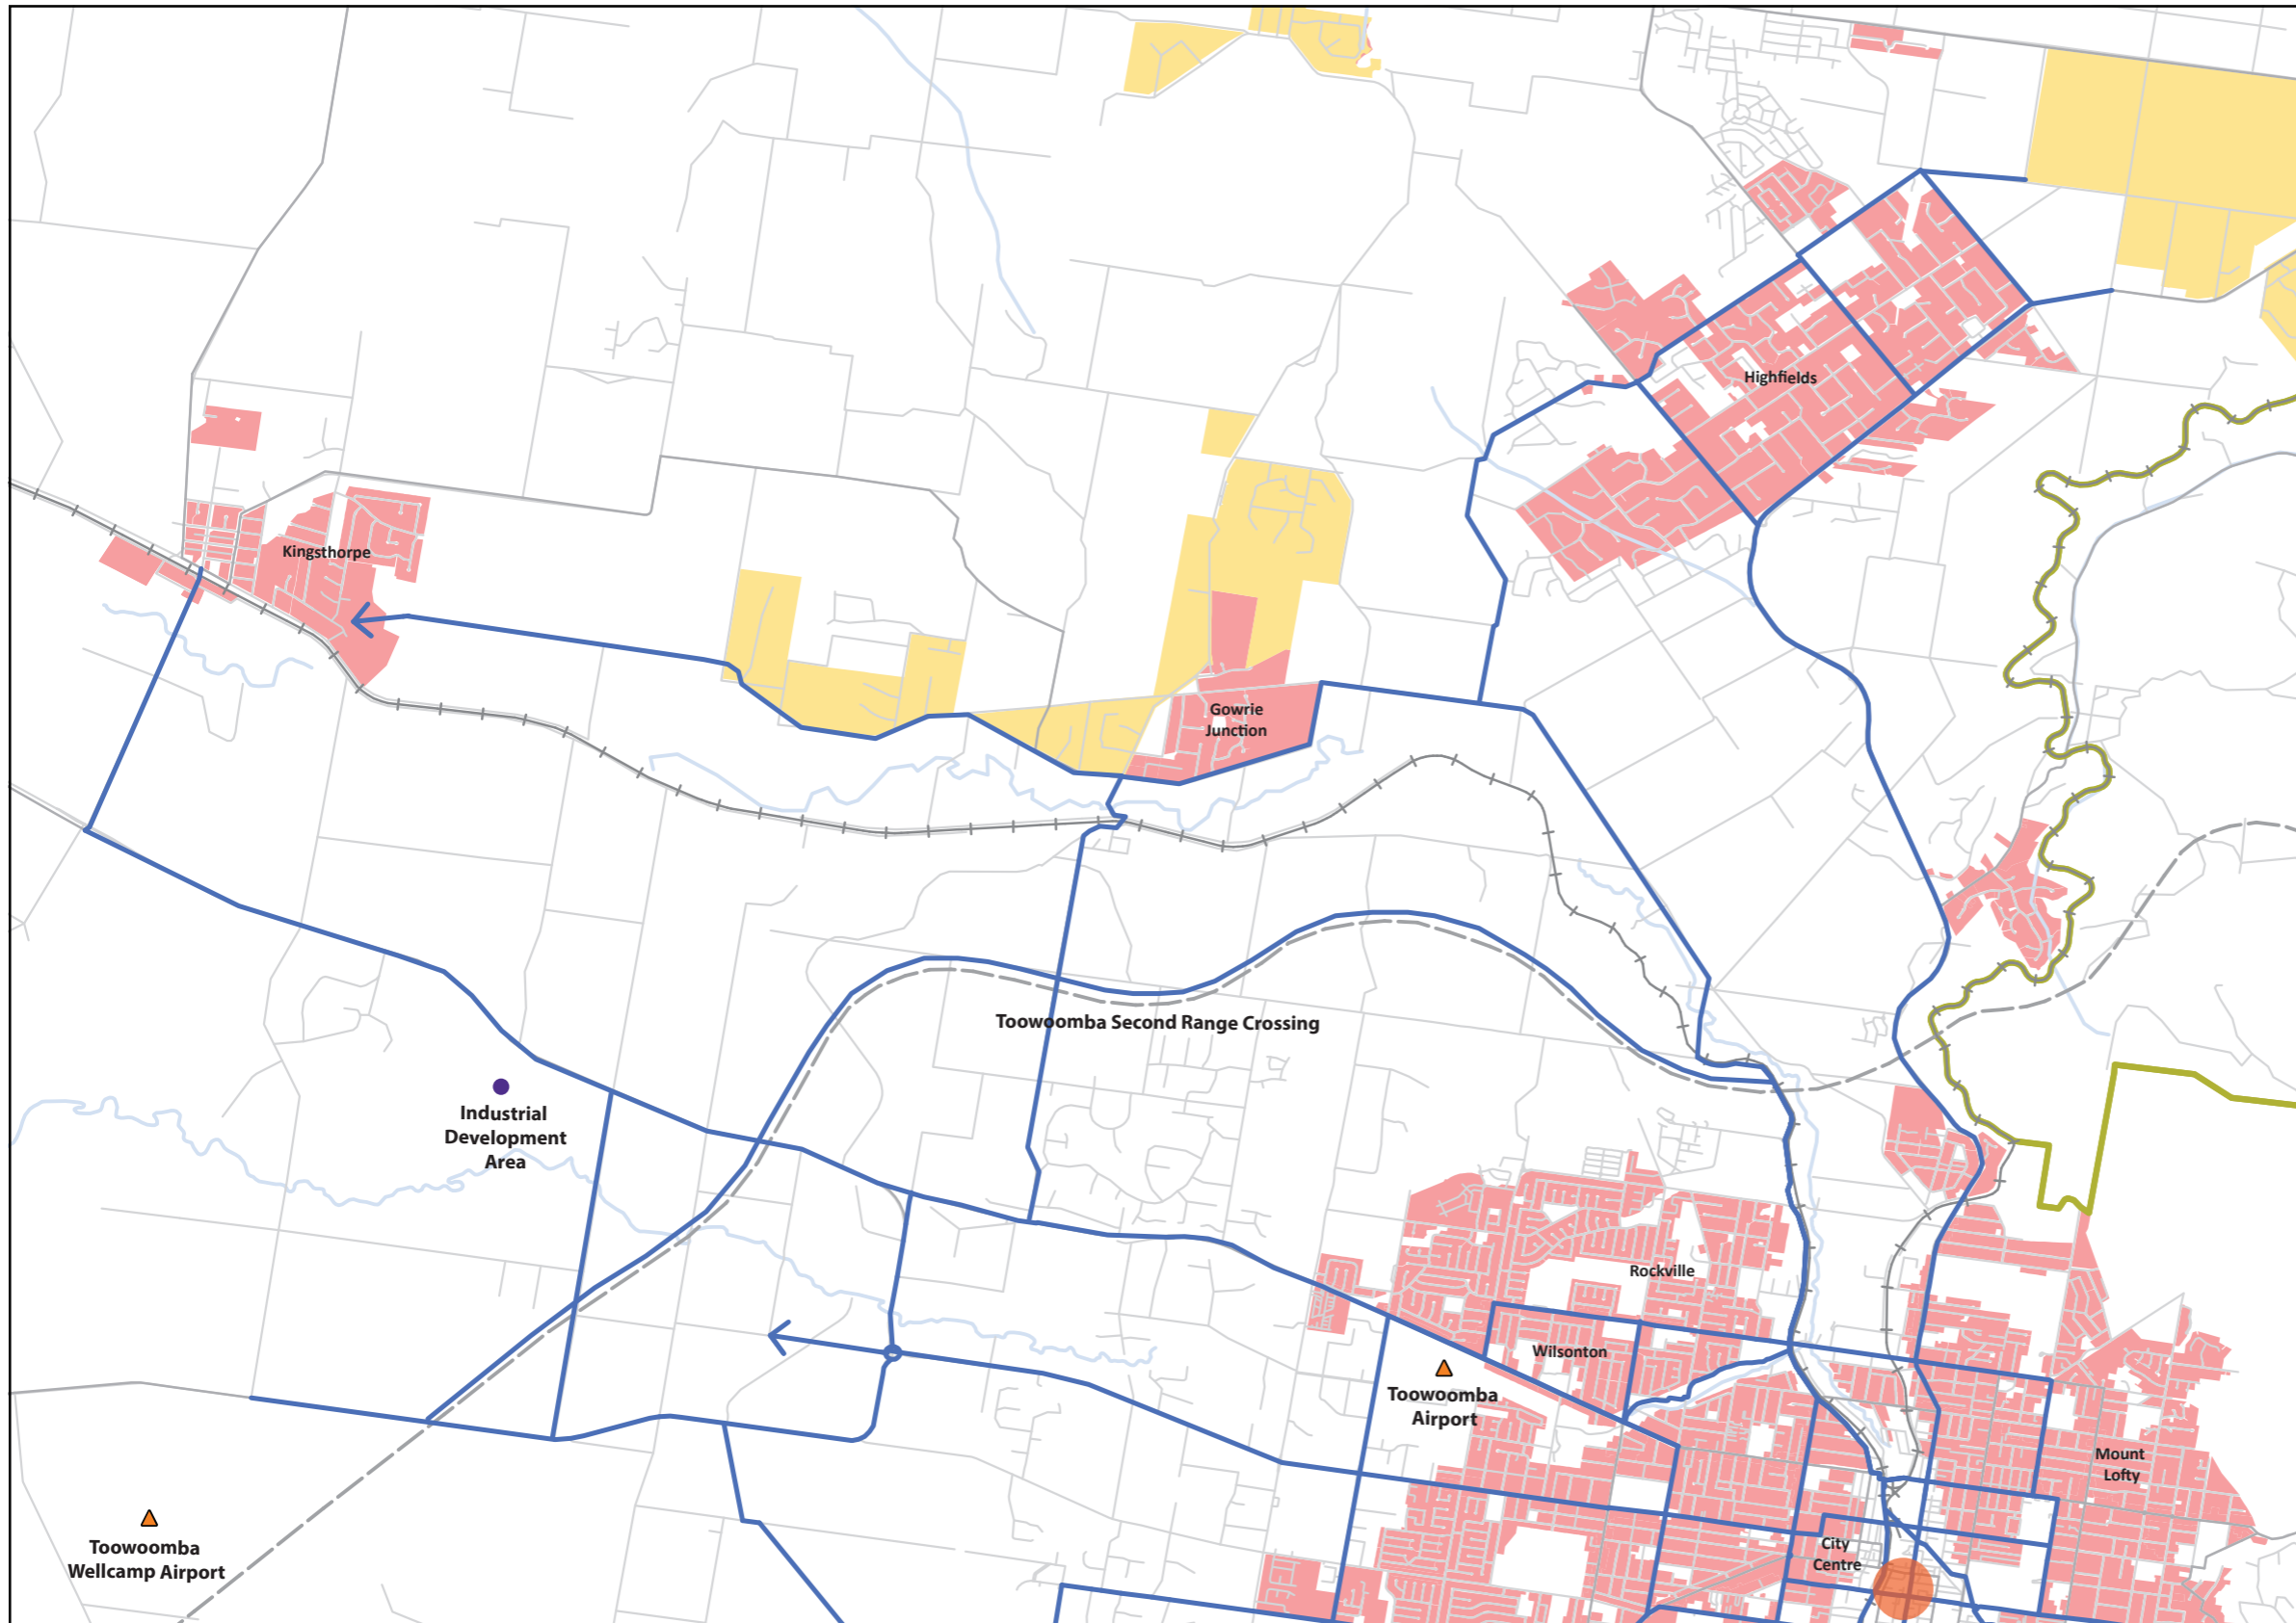 Highfields
Kingsthorpe
Gowrie
Junction
Toowoomba Second Range Crossing
Industrial
Development
Area
Rockville
Wilsonton
Toowoomba
Airport
Mount
Lofty
Toowoomba
Wellcamp Airport
City
Centre